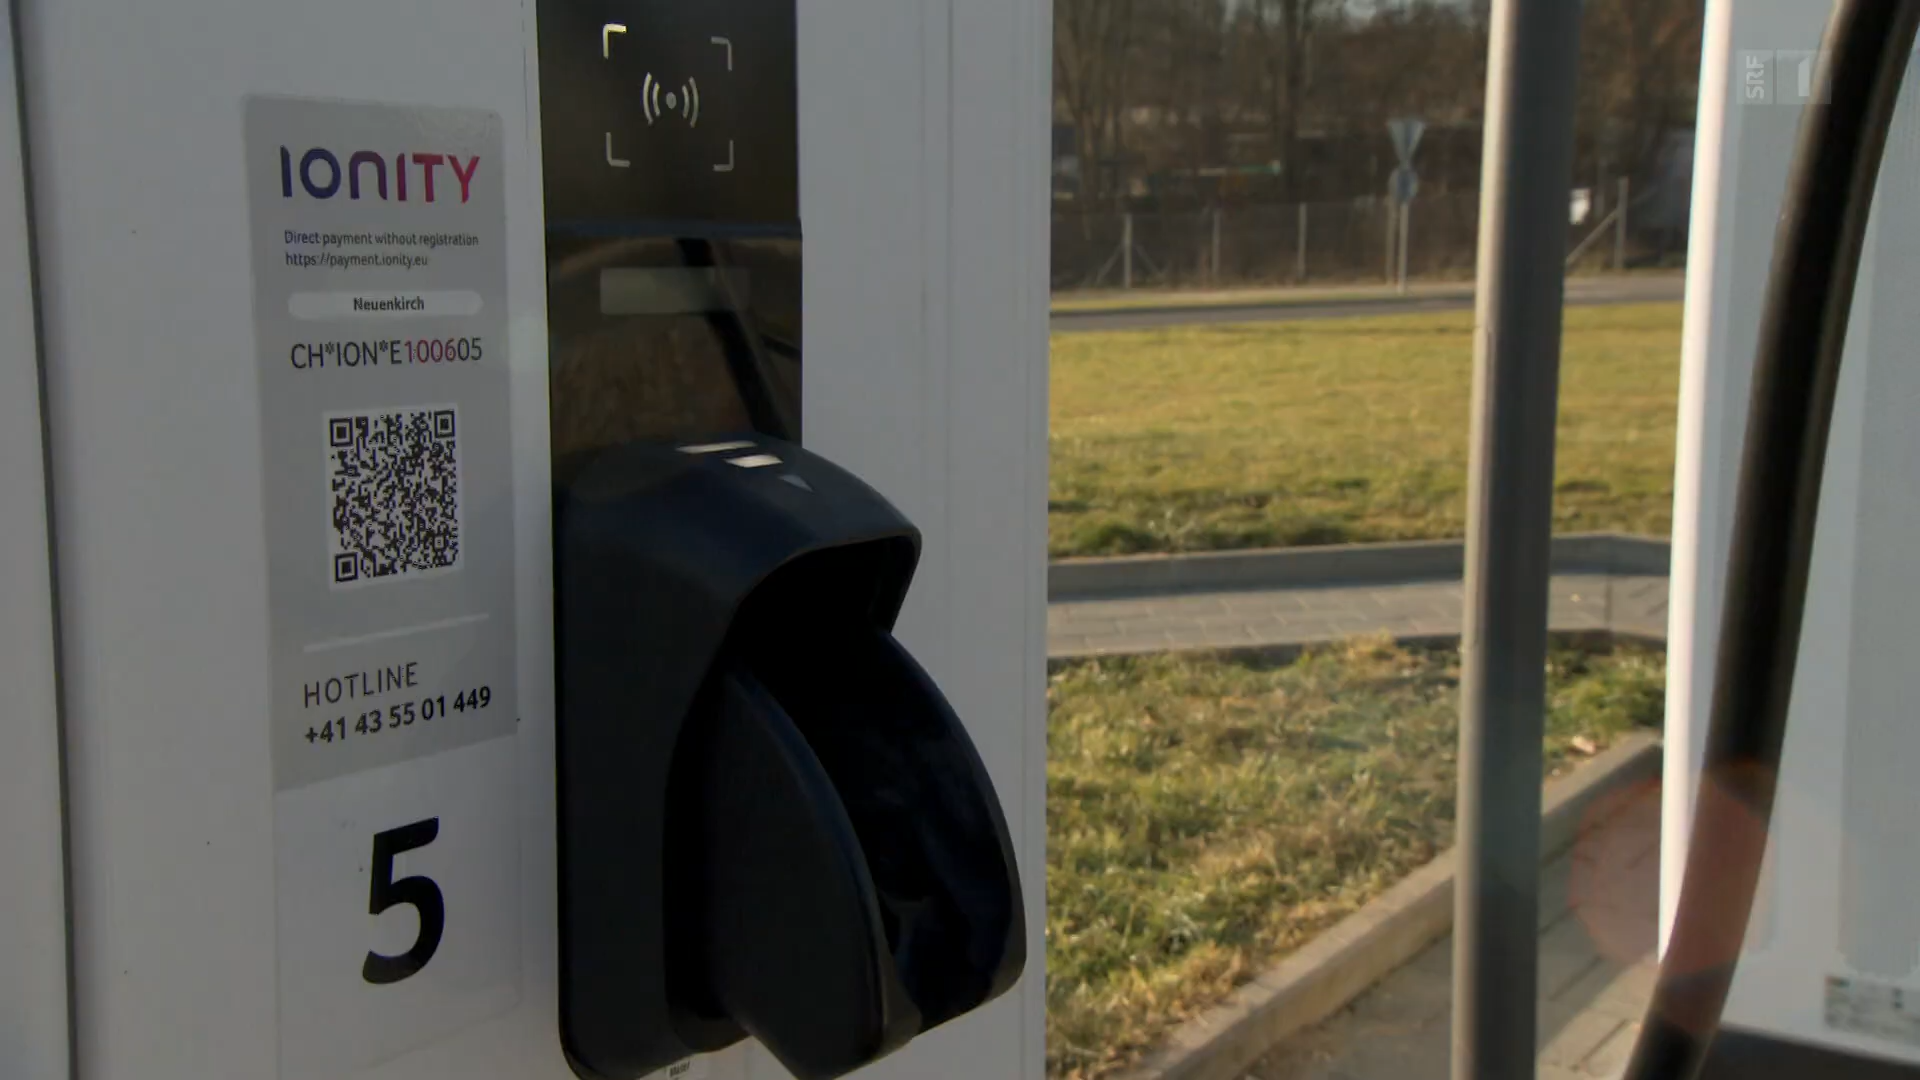 IONITY
Direct payment without registration
https://payment.ionity.eu
Neuenkirch
CH*ION*E100605
HOTLINE
+41 43 55 01 449
5
SRF 1